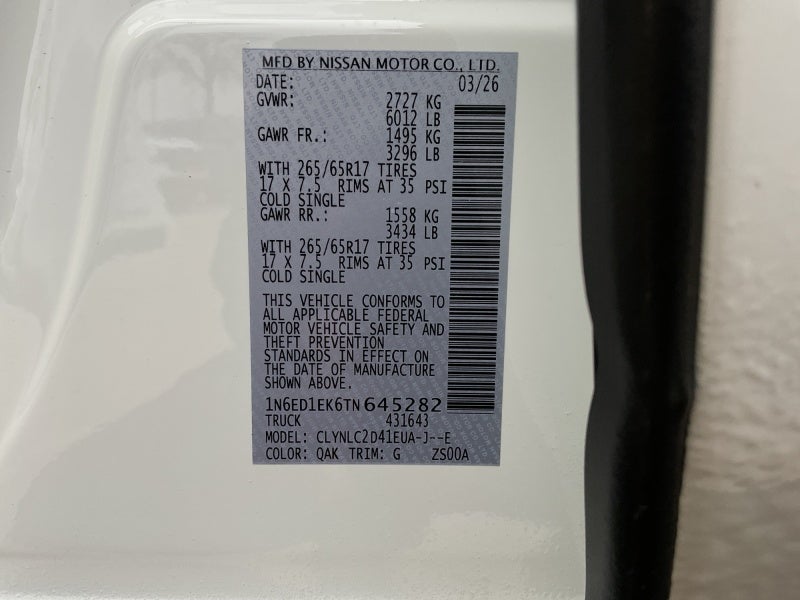 MFD BY NISSAN MOTOR CO., LTD.
DATE: 03/26
GVWR: 2727 KG
6012 LB
GAWR FR.: 1495 KG
3296 LB
WITH 265/65R17 TIRES
17 X 7.5 RIMS AT 35 PSI
COLD SINGLE
GAWR RR.: 1558 KG
3434 LB
WITH 265/65R17 TIRES
17 X 7.5 RIMS AT 35 PSI
COLD SINGLE
THIS VEHICLE CONFORMS TO
ALL APPLICABLE FEDERAL
MOTOR VEHICLE SAFETY AND
THEFT PREVENTION
STANDARDS IN EFFECT ON
THE DATE OF MANUFACTURE
SHOWN ABOVE.
1N6ED1EK6TN645282
TRUCK 431643
MODEL: CLYNLC2D41EUA-J--E
COLOR: QAK TRIM: G ZS00A